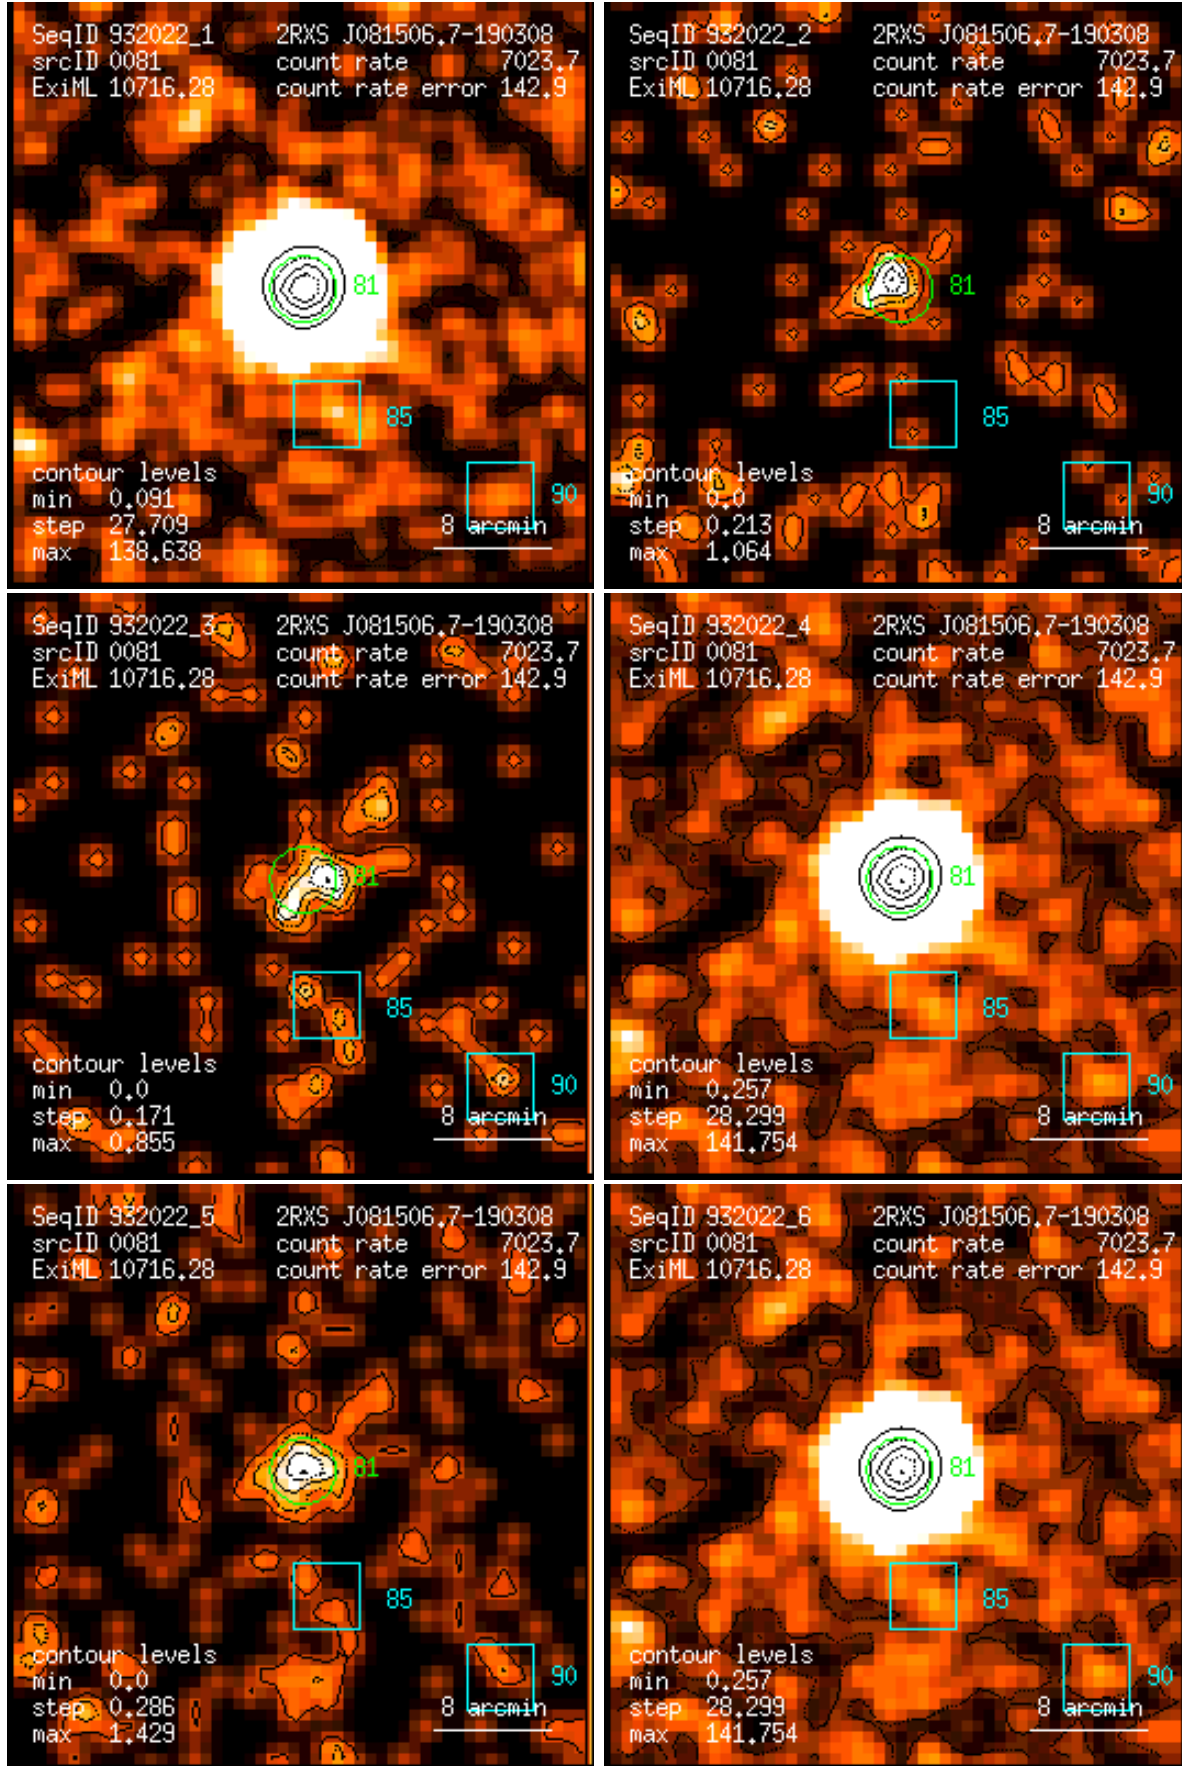 SeqID 932022_1 2RXS J081506.7-190308
srcID 0081 count rate 7023.7
ExiML 10716.28 count rate error 142.9
81
85
contour levels
min 0.091
90
step 27.709 8 arcmin
max 138.638
SeqID 932022_2 2RXS J081506.7-190308
srcID 0081 count rate 7023.7
ExiML 10716.28 count rate error 142.9
81
85
contour levels
min 0.0
90
step 0.213 8 arcmin
max 1.064
SeqID 932022_3 2RXS J081506.7-190308
srcID 0081 count rate 7023.7
ExiML 10716.28 count rate error 142.9
81
85
contour levels
min 0.0
90
step 0.171 8 arcmin
max 0.855
SeqID 932022_4 2RXS J081506.7-190308
srcID 0081 count rate 7023.7
ExiML 10716.28 count rate error 142.9
81
85
contour levels
min 0.257
90
step 28.299 8 arcmin
max 141.754
SeqID 932022_5 2RXS J081506.7-190308
srcID 0081 count rate 7023.7
ExiML 10716.28 count rate error 142.9
81
85
contour levels
min 0.0
90
step 0.286 8 arcmin
max 1.429
SeqID 932022_6 2RXS J081506.7-190308
srcID 0081 count rate 7023.7
ExiML 10716.28 count rate error 142.9
81
85
contour levels
min 0.257
90
step 28.299 8 arcmin
max 141.754